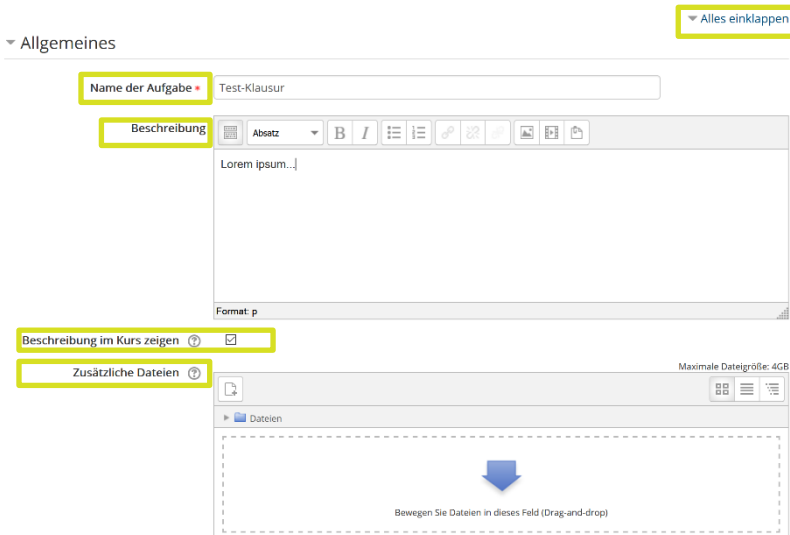 Alles einklappen
Allgemeines
Name der Aufgabe * Test-Klausur
Beschreibung Absatz B I
Lorem ipsum...
Format: p
Beschreibung im Kurs zeigen ?
Zusätzliche Dateien ? Maximale Dateigröße: 4GB
Dateien
Bewegen Sie Dateien in dieses Feld (Drag-and-drop)